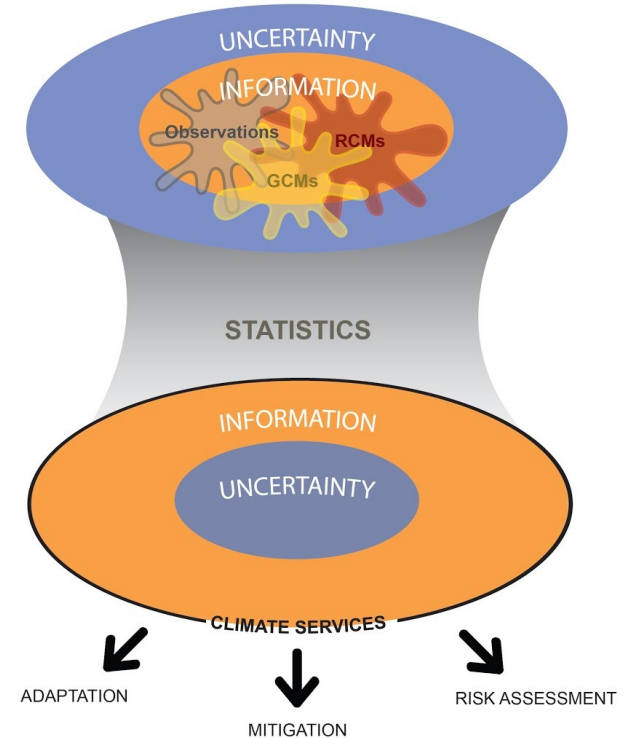 UNCERTAINTY
INFORMATION
Observations
RCMs
GCMs
STATISTICS
INFORMATION
UNCERTAINTY
CLIMATE SERVICES
ADAPTATION
MITIGATION
RISK ASSESSMENT